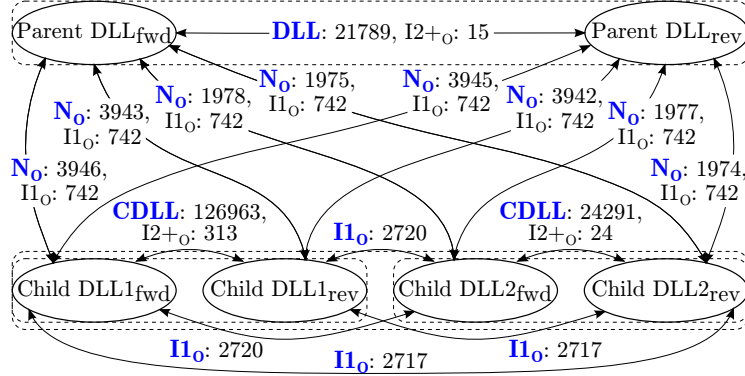 Parent DLLfwd
DLL: 21789, I2+O: 15
Parent DLLrev
NO: 3943,
I1O: 742
NO: 1978,
I1O: 742
NO: 1975,
I1O: 742
NO: 3945,
I1O: 742
NO: 3942,
I1O: 742
NO: 1977,
I1O: 742
NO: 3946,
I1O: 742
NO: 1974,
I1O: 742
CDLL: 126963,
I2+O: 313
I1O: 2720
CDLL: 24291,
I2+O: 24
Child DLL1fwd
Child DLL1rev
Child DLL2fwd
Child DLL2rev
I1O: 2720
I1O: 2717
I1O: 2717